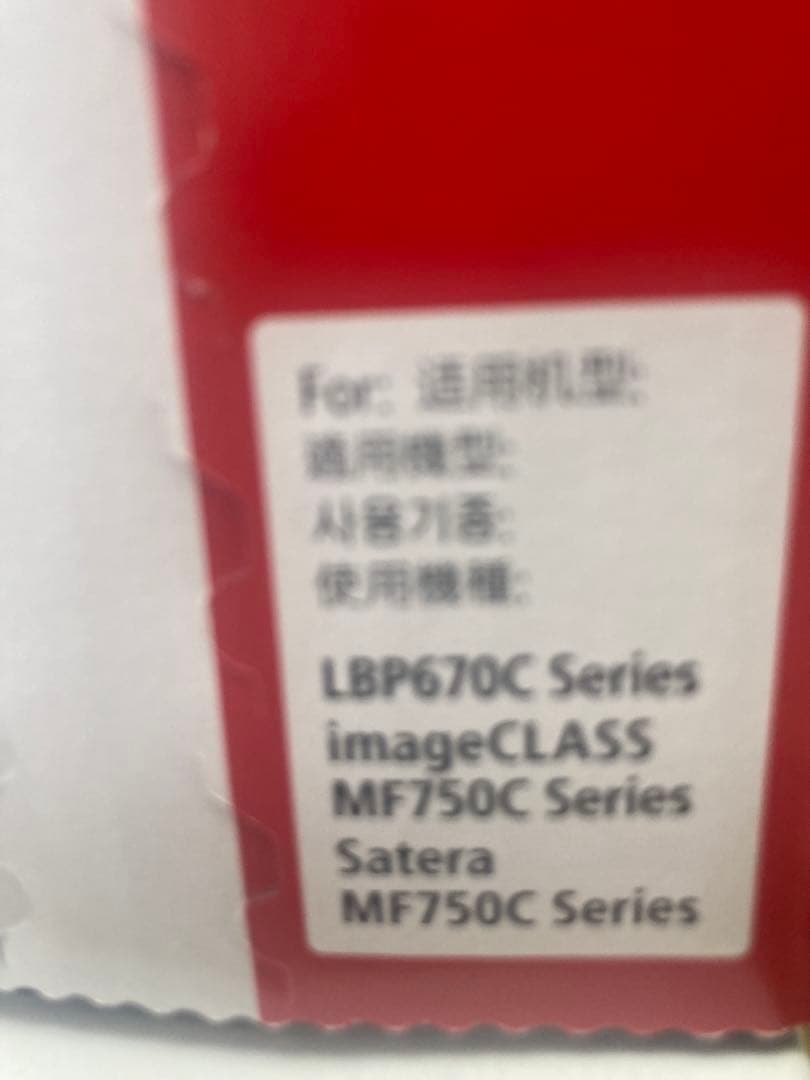 For: 适用机型:
適用機型:
사용기종:
使用機種:
LBP670C Series
imageCLASS
MF750C Series
Satera
MF750C Series